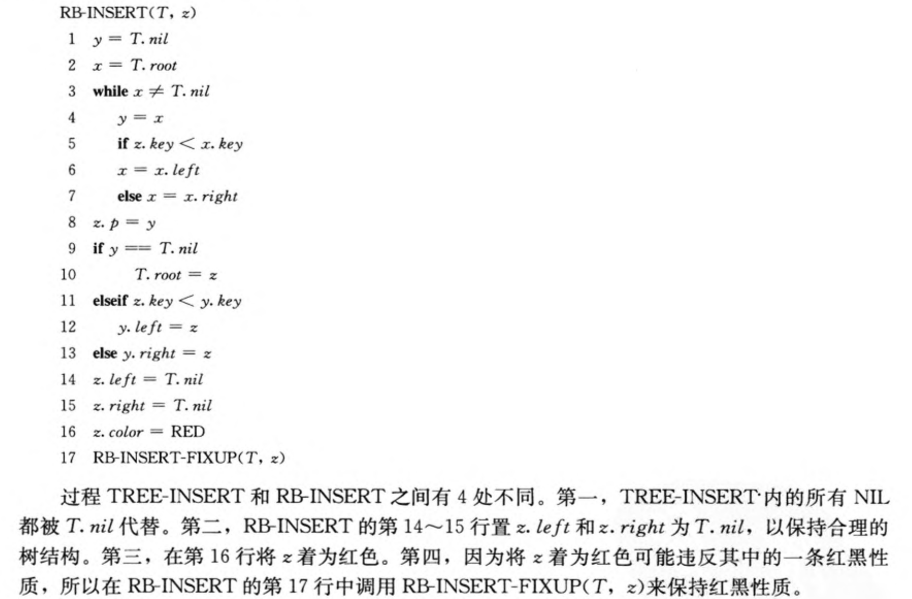 RB-INSERT(T, z)
1 y = T.nil
2 x = T.root
3 while x ≠ T.nil
4 y = x
5 if z.key < x.key
6 x = x.left
7 else x = x.right
8 z.p = y
9 if y == T.nil
10 T.root = z
11 elseif z.key < y.key
12 y.left = z
13 else y.right = z
14 z.left = T.nil
15 z.right = T.nil
16 z.color = RED
17 RB-INSERT-FIXUP(T, z)
过程 TREE-INSERT 和 RB-INSERT 之间有 4 处不同。第一，TREE-INSERT 内的所有 NIL
都被 T.nil 代替。第二，RB-INSERT 的第 14～15 行置 z.left 和 z.right 为 T.nil，以保持合理的
树结构。第三，在第 16 行将 z 着为红色。第四，因为将 z 着为红色可能违反其中的一条红黑性
质，所以在 RB-INSERT 的第 17 行中调用 RB-INSERT-FIXUP(T, z)来保持红黑性质。